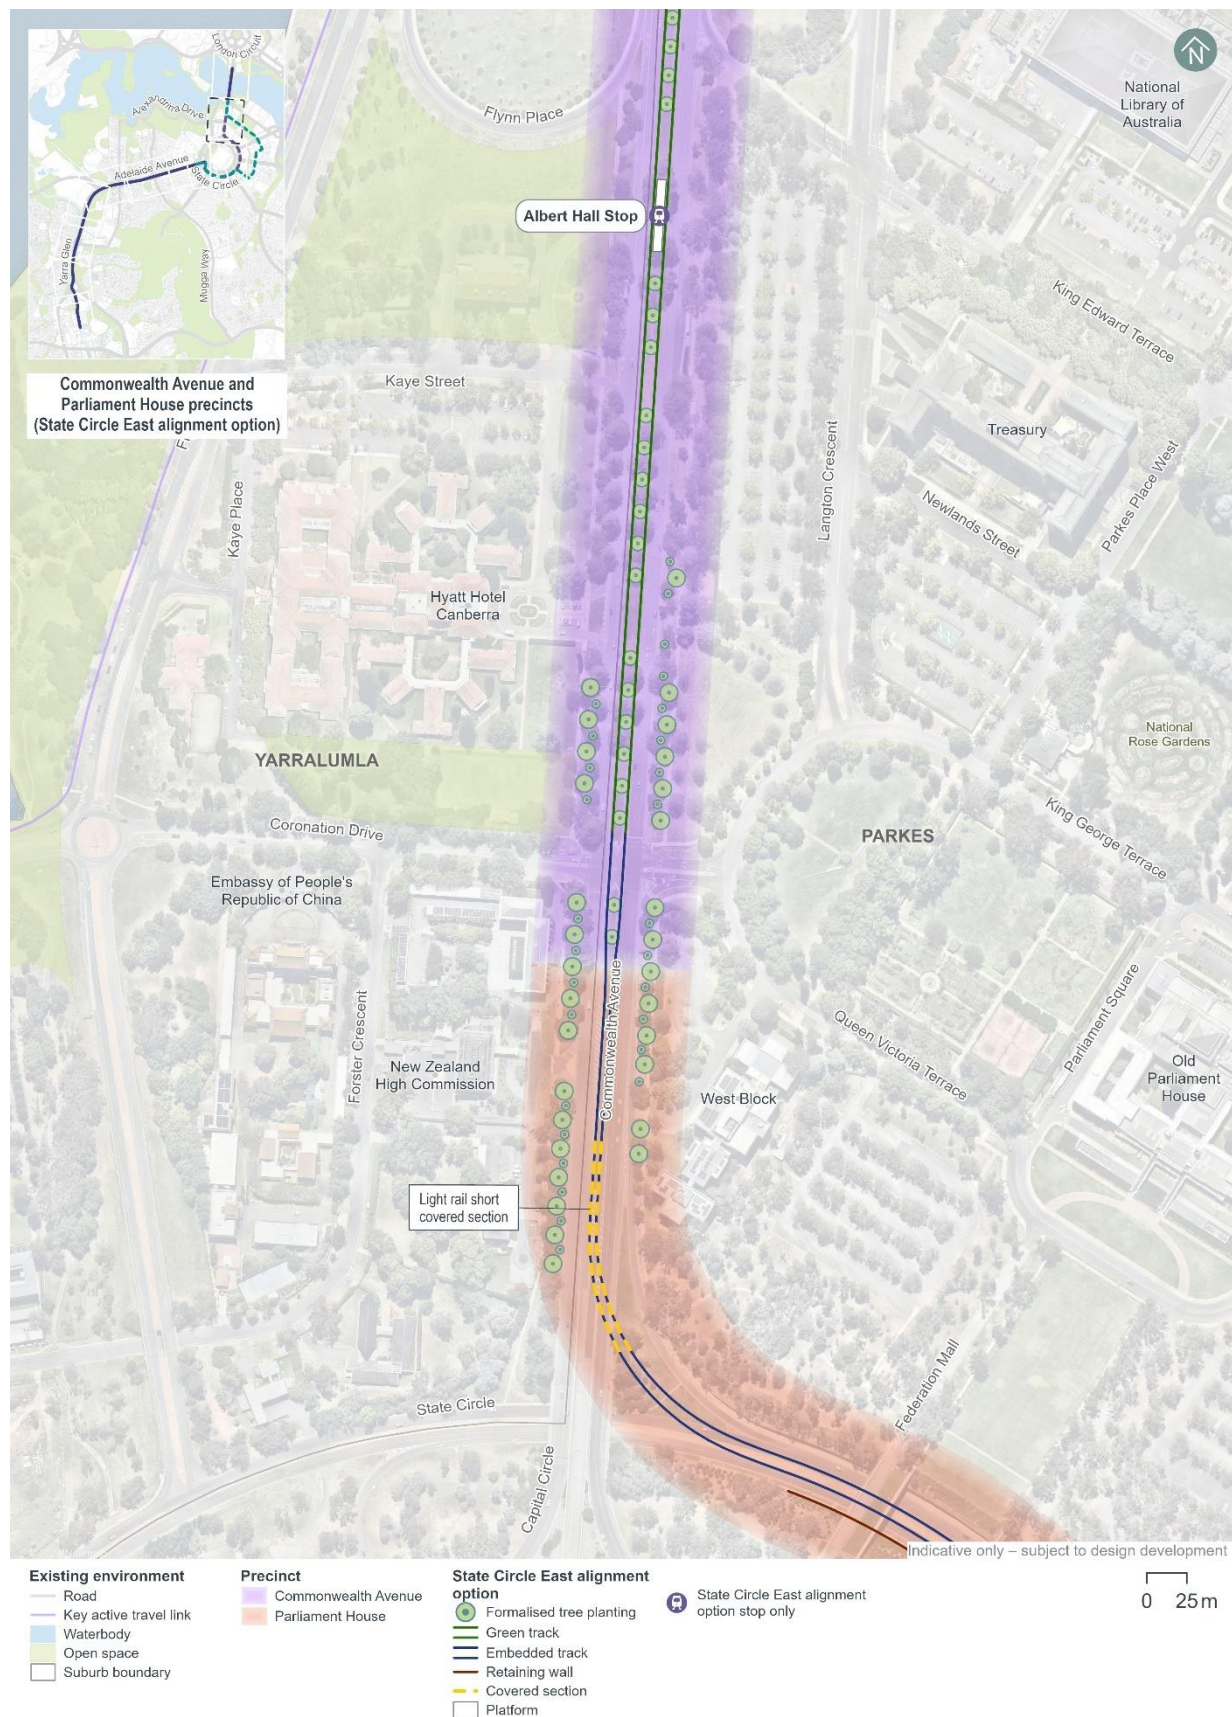 London Circuit
Alexandrina Drive
Adelaide Avenue
State Circle
Yarra Glen
Mugga Way
Commonwealth Avenue and
Parliament House precincts
(State Circle East alignment option)
N
National
Library of
Australia
Flynn Place
Albert Hall Stop
King Edward Terrace
Kaye Street
Treasury
Langton Crescent
Parkes Place West
Newlands Street
Kaye Place
Hyatt Hotel
Canberra
National
Rose Gardens
YARRALUMLA
King George Terrace
Coronation Drive
PARKES
Embassy of People's
Republic of China
Commonwealth Avenue
Parliament Square
Forster Crescent
Queen Victoria Terrace
New Zealand
High Commission
Old
Parliament
House
West Block
Light rail short
covered section
Federation Mall
State Circle
Capital Circle
Indicative only – subject to design development
Existing environment
Road
Key active travel link
Waterbody
Open space
Suburb boundary
Precinct
Commonwealth Avenue
Parliament House
State Circle East alignment
option
Formalised tree planting
Green track
Embedded track
Retaining wall
Covered section
Platform
State Circle East alignment
option stop only
0 25 m